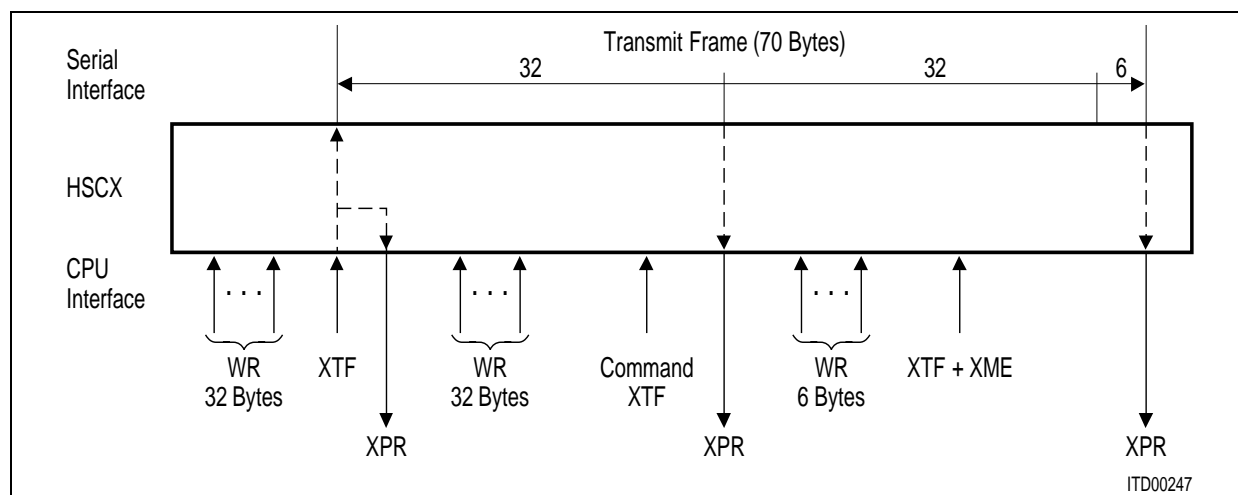 Transmit Frame (70 Bytes)
Serial
Interface
32
32
6
HSCX
CPU
Interface
. . .
. . .
. . .
WR
32 Bytes
XTF
WR
32 Bytes
Command
XTF
WR
6 Bytes
XTF + XME
XPR
XPR
XPR
ITD00247